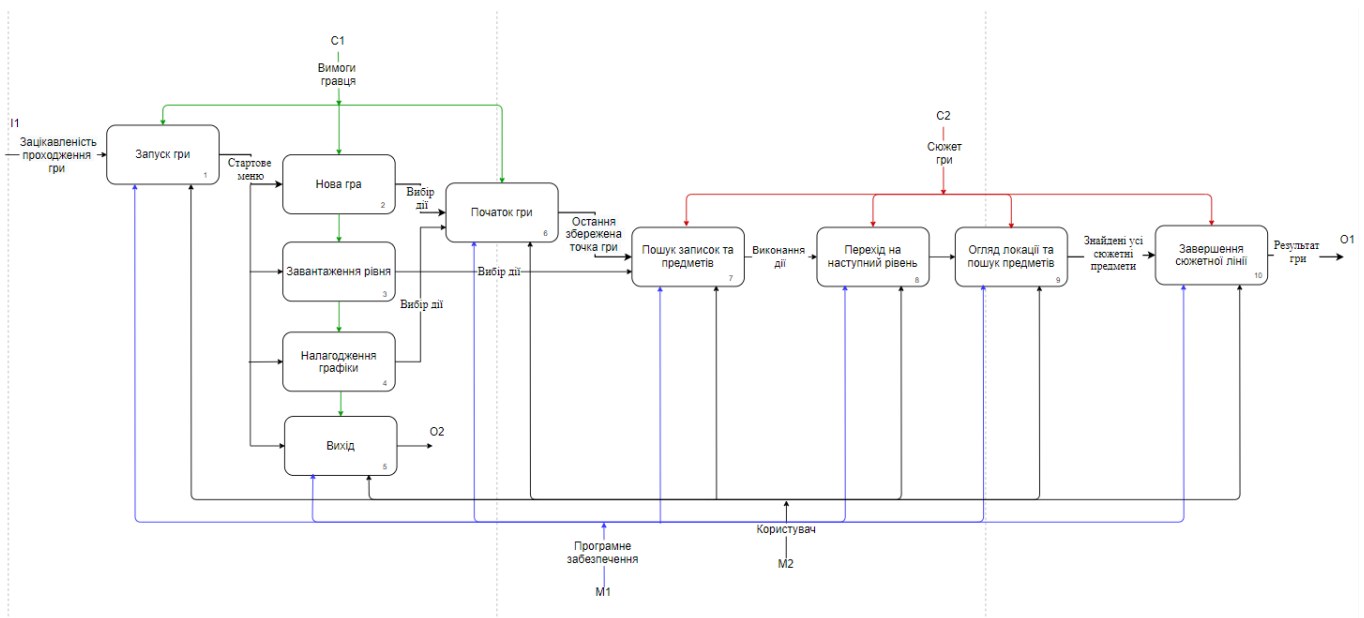 C1
Вимоги
гравця
I1
Зацікавленість
проходження
гри
Запуск гри
1
Стартове
меню
Нова гра
2
Вибір
дії
Завантаження рівня
3
Вибір дії
Налагодження
графіки
4
Вибір дії
Вихід
5
O2
Початок гри
6
Остання
збережена
точка гри
C2
Сюжет
гри
Пошук записок та
предметів
7
Виконання
дії
Перехід на
наступний рівень
8
Огляд локації та
пошук предметів
9
Знайдені усі
сюжетні
предмети
Завершення
сюжетної лінії
10
Результат
гри
O1
Користувач
M2
Програмне
забезпечення
M1